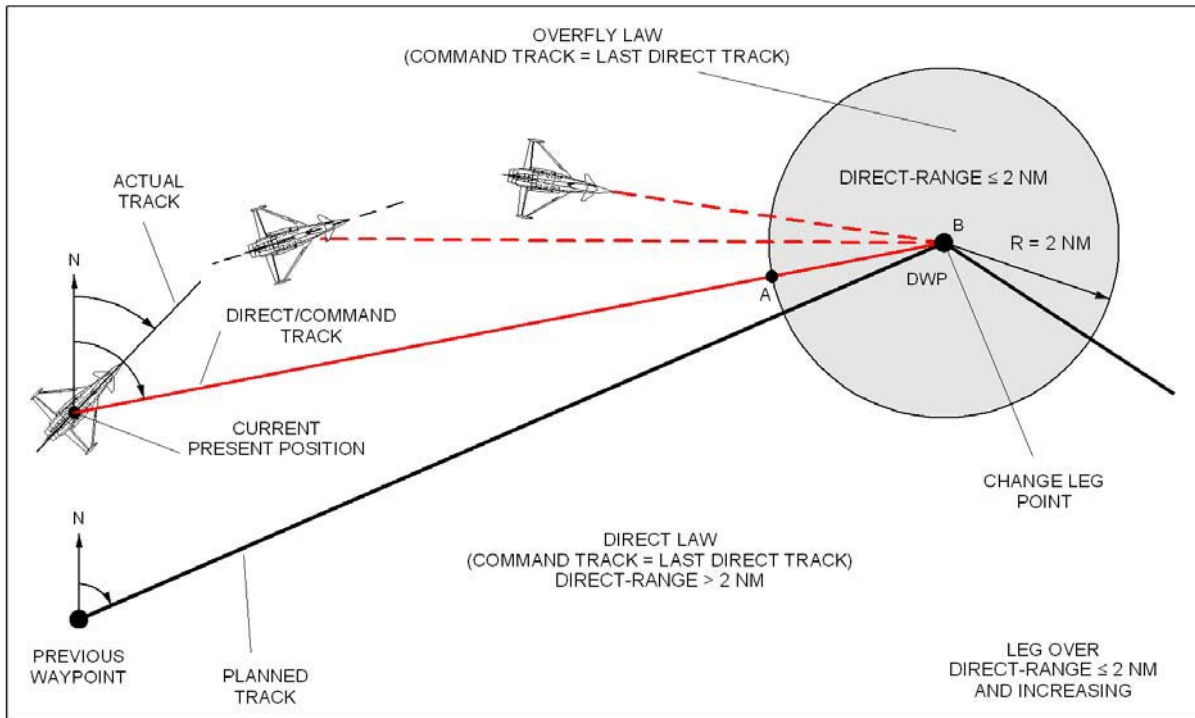 OVERFLY LAW
(COMMAND TRACK = LAST DIRECT TRACK)
ACTUAL
TRACK
DIRECT-RANGE ≤ 2 NM
N
B
R = 2 NM
DWP
A
DIRECT/COMMAND
TRACK
CURRENT
PRESENT POSITION
CHANGE LEG
POINT
N
DIRECT LAW
(COMMAND TRACK = LAST DIRECT TRACK)
DIRECT-RANGE > 2 NM
PREVIOUS
WAYPOINT
PLANNED
TRACK
LEG OVER
DIRECT-RANGE ≤ 2 NM
AND INCREASING